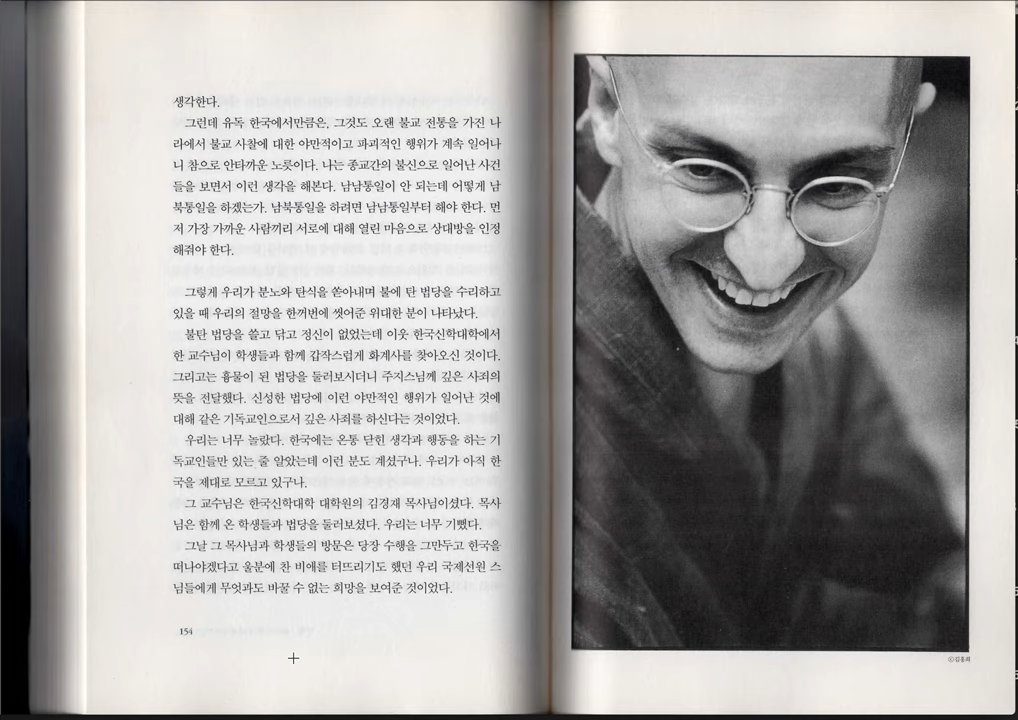 생각한다.
그런데 유독 한국에서만큼은, 그것도 오랜 불교 전통을 가진 나
라에서 불교 사찰에 대한 야만적이고 파괴적인 행위가 계속 일어나
니 참으로 안타까운 노릇이다. 나는 종교간의 불신으로 일어난 사건
들을 보면서 이런 생각을 해본다. 남남통일이 안 되는데 어떻게 남
북통일을 하겠는가. 남북통일을 하려면 남남통일부터 해야 한다. 먼
저 가장 가까운 사람끼리 서로에 대해 열린 마음으로 상대방을 인정
해줘야 한다.
그렇게 우리가 분노와 탄식을 쏟아내며 불에 탄 법당을 수리하고
있을 때 우리의 절망을 한꺼번에 씻어준 위대한 분이 나타났다.
불탄 법당을 쓸고 닦고 정신이 없었는데 이웃 한국신학대학에서
한 교수님이 학생들과 함께 갑작스럽게 화계사를 찾아오신 것이다.
그리고는 흉물이 된 법당을 둘러보시더니 주지스님께 깊은 사죄의
뜻을 전달했다. 신성한 법당에 이런 야만적인 행위가 일어난 것에
대해 같은 기독교인으로서 깊은 사죄를 하신다는 것이었다.
우리는 너무 놀랐다. 한국에는 온통 닫힌 생각과 행동을 하는 기
독교인들만 있는 줄 알았는데 이런 분도 계셨구나. 우리가 아직 한
국을 제대로 모르고 있구나.
그 교수님은 한국신학대학 대학원의 김경재 목사님이셨다. 목사
님은 함께 온 학생들과 법당을 둘러보셨다. 우리는 너무 기뻤다.
그날 그 목사님과 학생들의 방문은 당장 수행을 그만두고 한국을
떠나야겠다고 울분에 찬 비애를 터뜨리기도 했던 우리 국제선원 스
님들에게 무엇과도 바꿀 수 없는 희망을 보여준 것이었다.
154
ⓒ김홍희